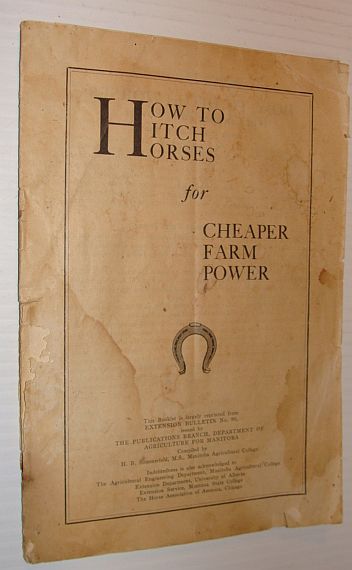 HOW TO
HITCH
HORSES
for
CHEAPER
FARM
POWER
This Booklet is largely reprinted from
EXTENSION BULLETIN No. 90,
issued by
THE PUBLICATIONS BRANCH, DEPARTMENT OF
AGRICULTURE FOR MANITOBA
Compiled by
H. B. M.S., Manitoba Agricultural College
Indebtedness is also acknowledged to
The Agricultural Engineering Department, Manitoba Agricultural College
Extension Department, University of Alberta
Extension Service, Montana State College
The Horse Association of America, Chicago